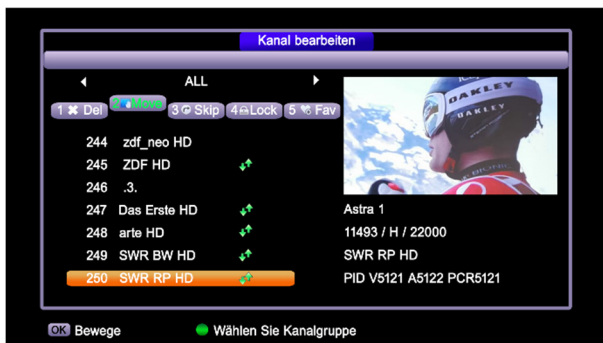 Kanal bearbeiten
ALL
1 Del 2 Move 3 Skip 4 Lock 5 Fav
244 zdf_neo HD
245 ZDF HD
246 .3.
247 Das Erste HD
248 arte HD
249 SWR BW HD
250 SWR RP HD
OAKLEY
OAKLEY
Astra 1
11493 / H / 22000
SWR RP HD
PID V5121 A5122 PCR5121
OK Bewege
Wählen Sie Kanalgruppe